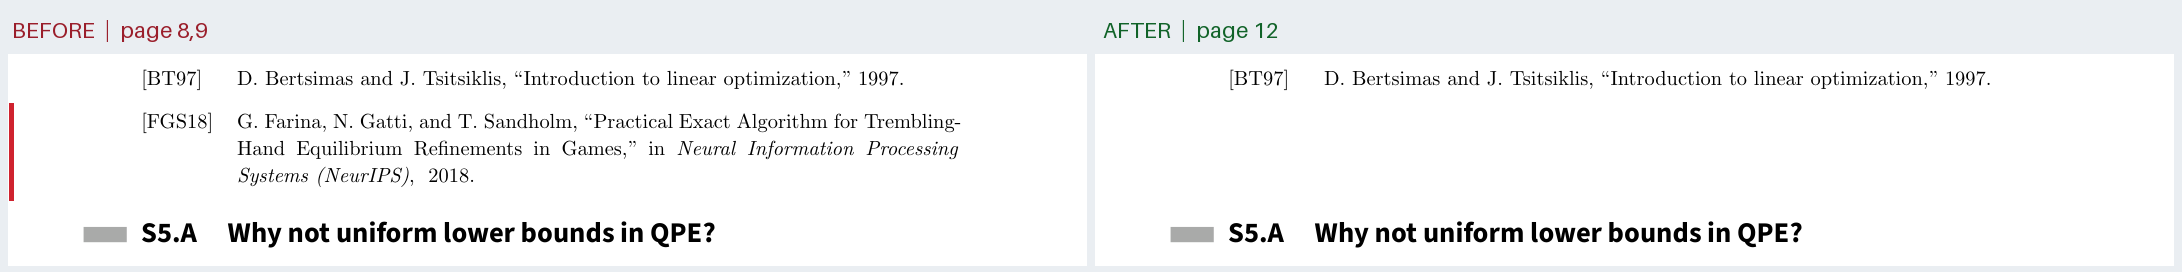 BEFORE | page 8,9
[BT97] D. Bertsimas and J. Tsitsiklis, “Introduction to linear optimization,” 1997.
[FGS18] G. Farina, N. Gatti, and T. Sandholm, “Practical Exact Algorithm for Trembling-
Hand Equilibrium Refinements in Games,” in Neural Information Processing
Systems (NeurIPS), 2018.
S5.A Why not uniform lower bounds in QPE?
AFTER | page 12
[BT97] D. Bertsimas and J. Tsitsiklis, “Introduction to linear optimization,” 1997.
S5.A Why not uniform lower bounds in QPE?